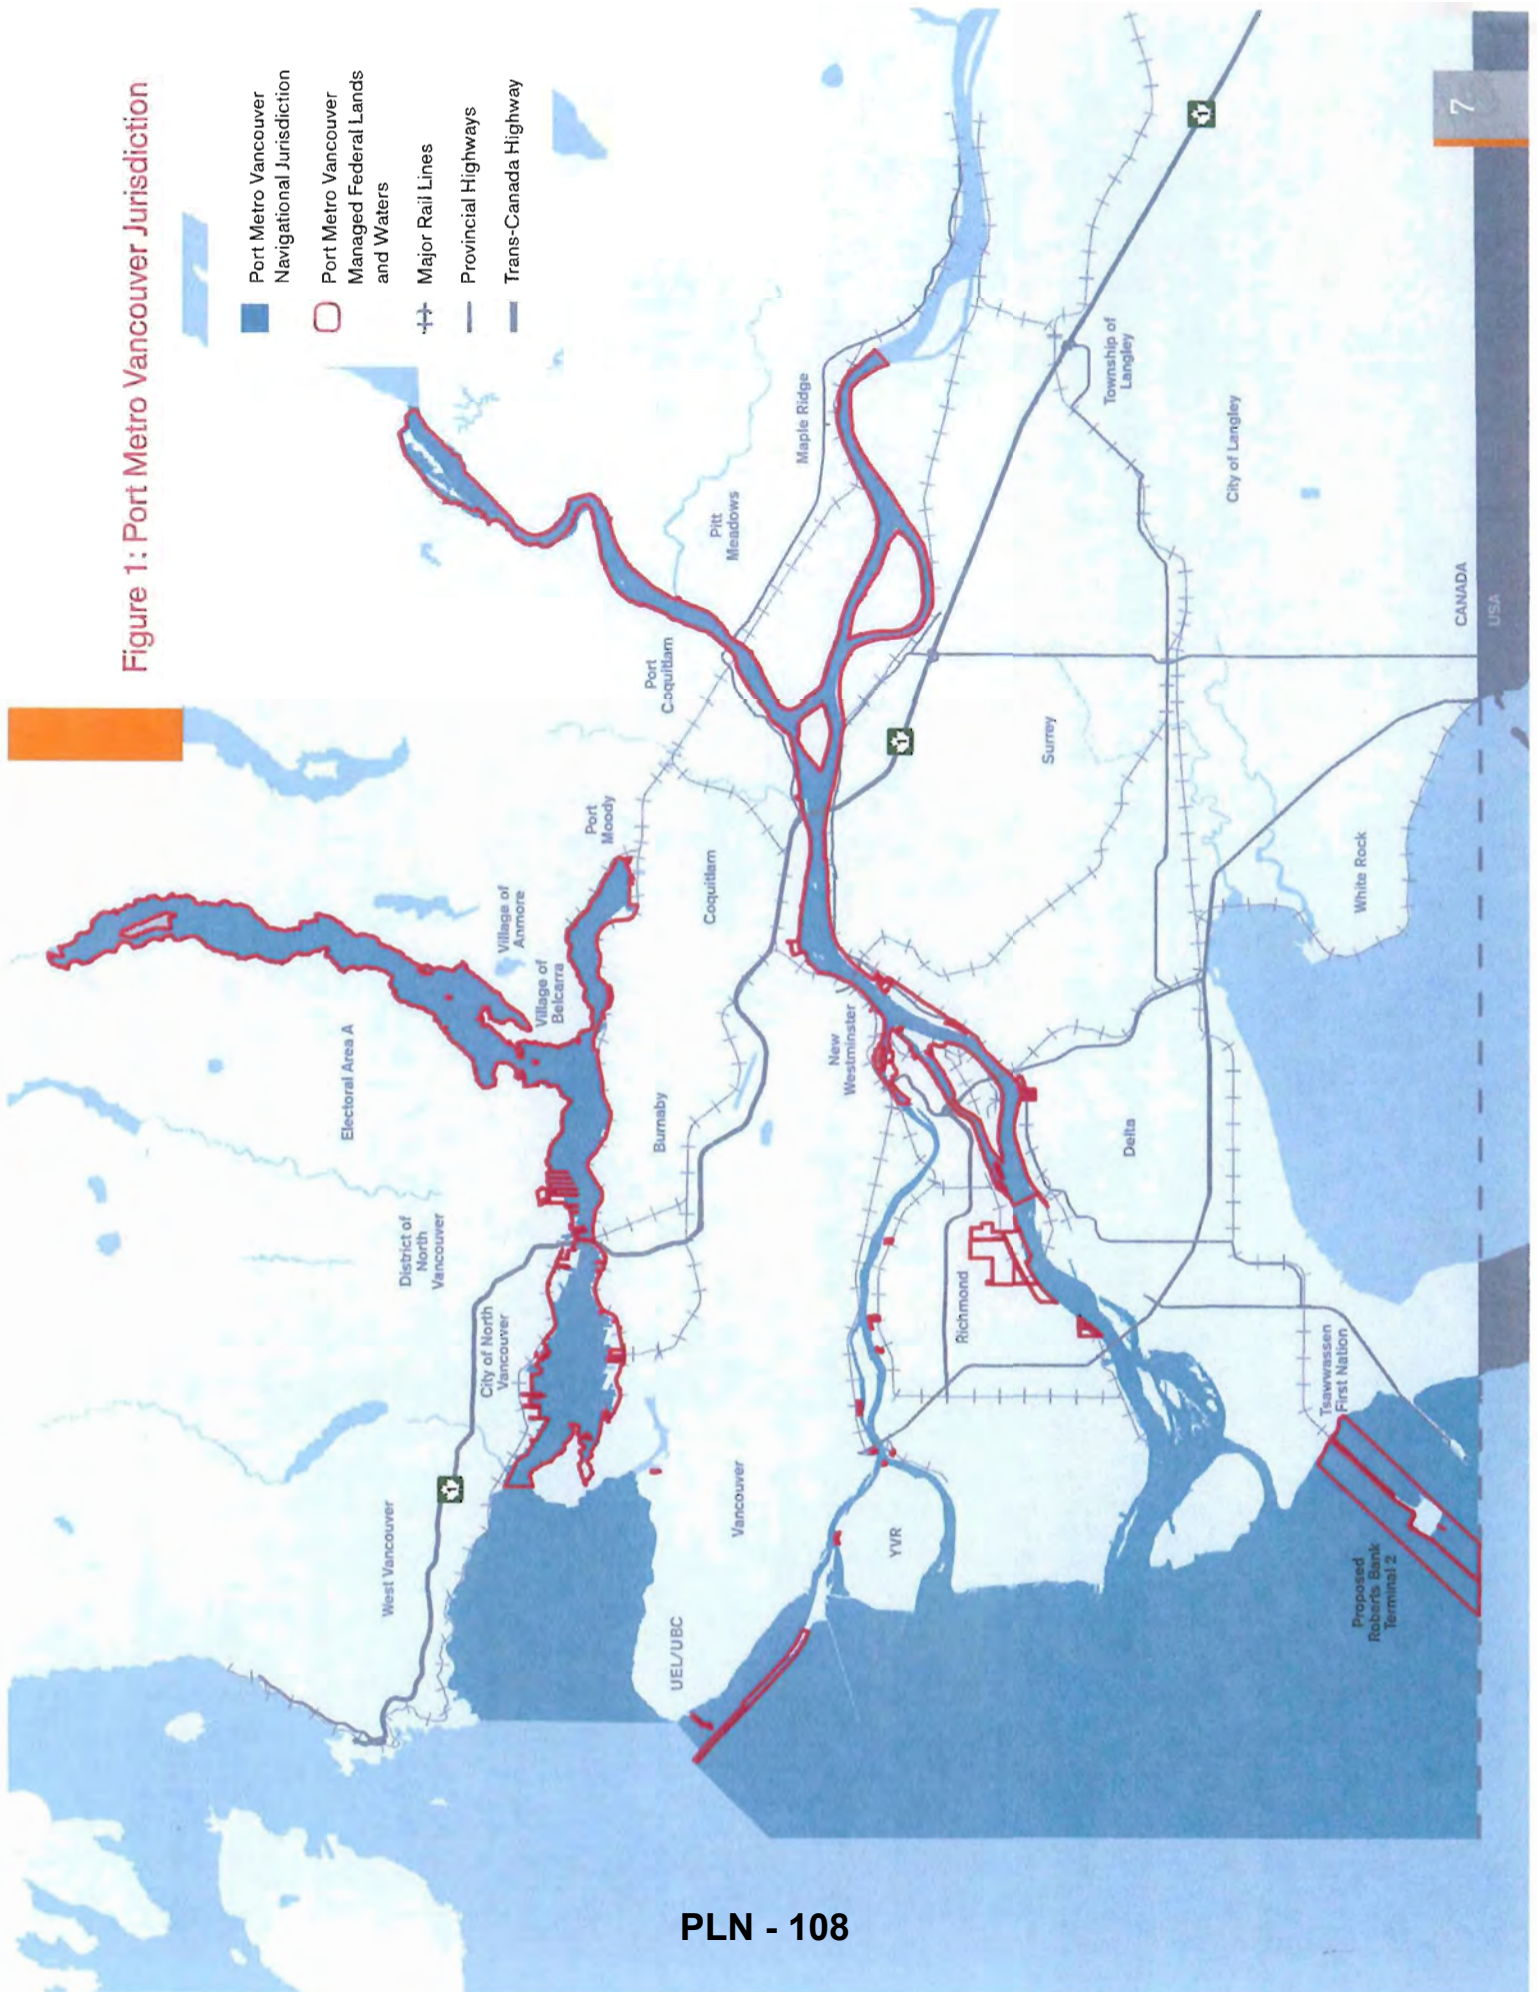 Figure 1: Port Metro Vancouver Jurisdiction
Port Metro Vancouver
Navigational Jurisdiction
Port Metro Vancouver
Managed Federal Lands
and Waters
Major Rail Lines
Provincial Highways
Trans-Canada Highway
Electoral Area A
West Vancouver
District of
North
Vancouver
City of North
Vancouver
Village of
Anmore
Village of
Belcarra
Port
Moody
Port
Coquitlam
Pitt
Meadows
Maple Ridge
Coquitlam
Burnaby
UEL/UBC
Vancouver
New
Westminster
YVR
Richmond
Surrey
Delta
Township of
Langley
City of Langley
White Rock
Tsawwassen
First Nation
Proposed
Roberts Bank
Terminal 2
1
1
1
CANADA
USA
7
PLN - 108